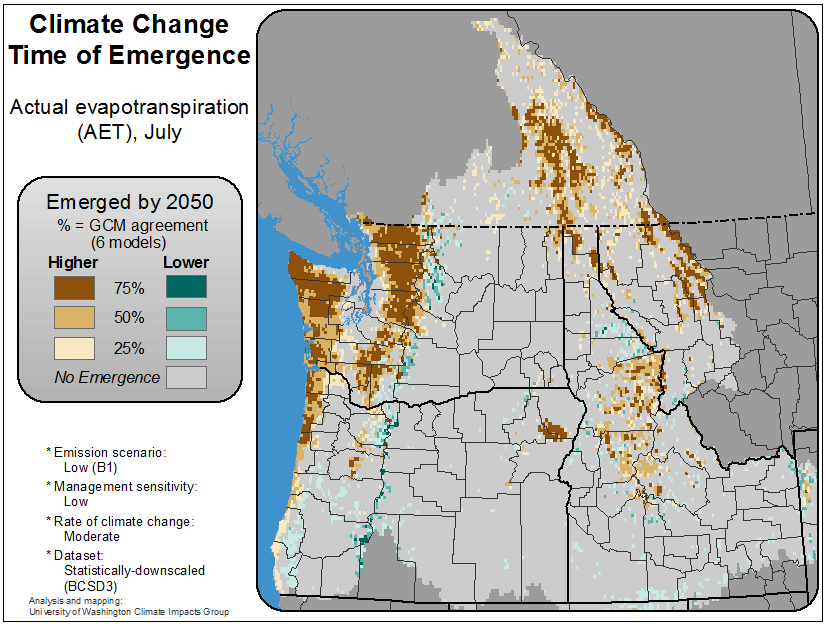 Climate Change
Time of Emergence
Actual evapotranspiration
(AET), July
Emerged by 2050
% = GCM agreement
(6 models)
Higher Lower
75%
50%
25%
No Emergence
* Emission scenario:
Low (B1)
* Management sensitivity:
Low
* Rate of climate change:
Moderate
* Dataset:
Statistically-downscaled
(BCSD3)
Analysis and mapping:
University of Washington Climate Impacts Group